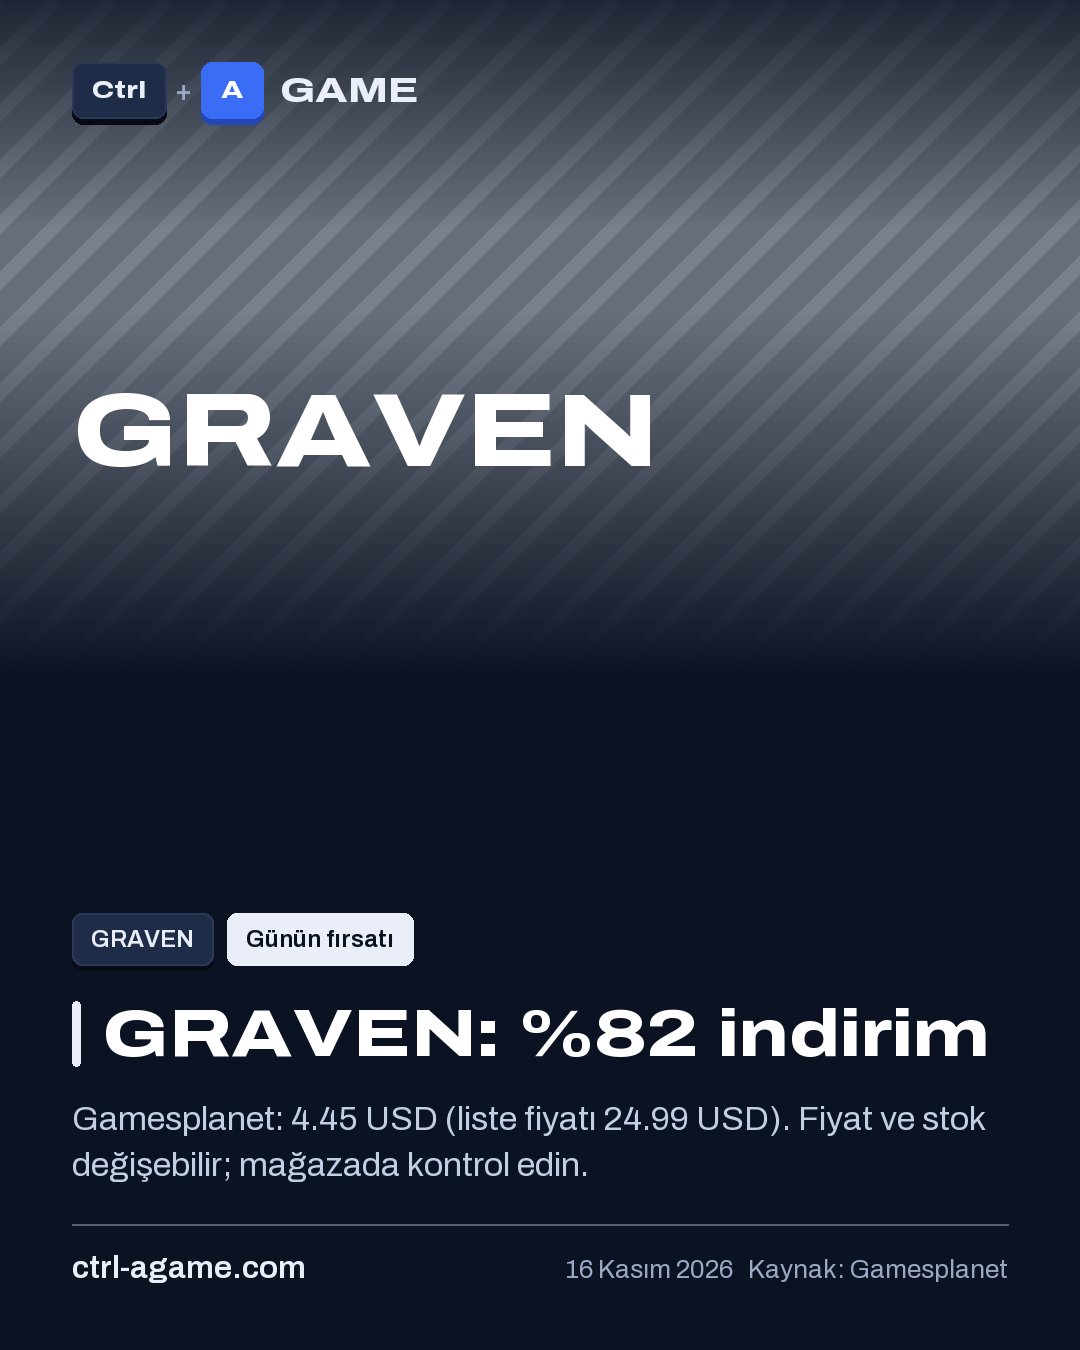 Ctrl + A GAME
GRAVEN
GRAVEN Günün fırsatı
GRAVEN: %82 indirim
Gamesplanet: 4.45 USD (liste fiyatı 24.99 USD). Fiyat ve stok
değişebilir; mağazada kontrol edin.
ctrl-agame.com 16 Kasım 2026 Kaynak: Gamesplanet